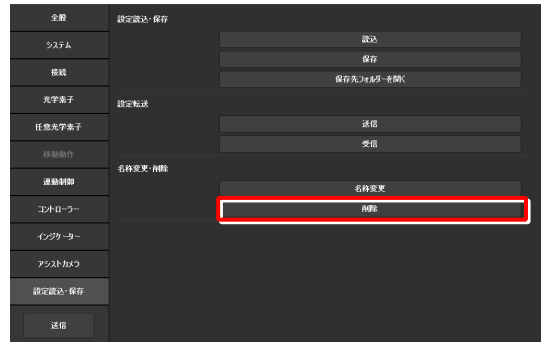 全般
システム
接続
光学素子
任意光学素子
移動動作
連動制御
コントローラー
インジケーター
アシストカメラ
設定読込・保存
送信
設定読込・保存
読込
保存
保存先フォルダーを開く
設定転送
送信
受信
名称変更・削除
名称変更
削除